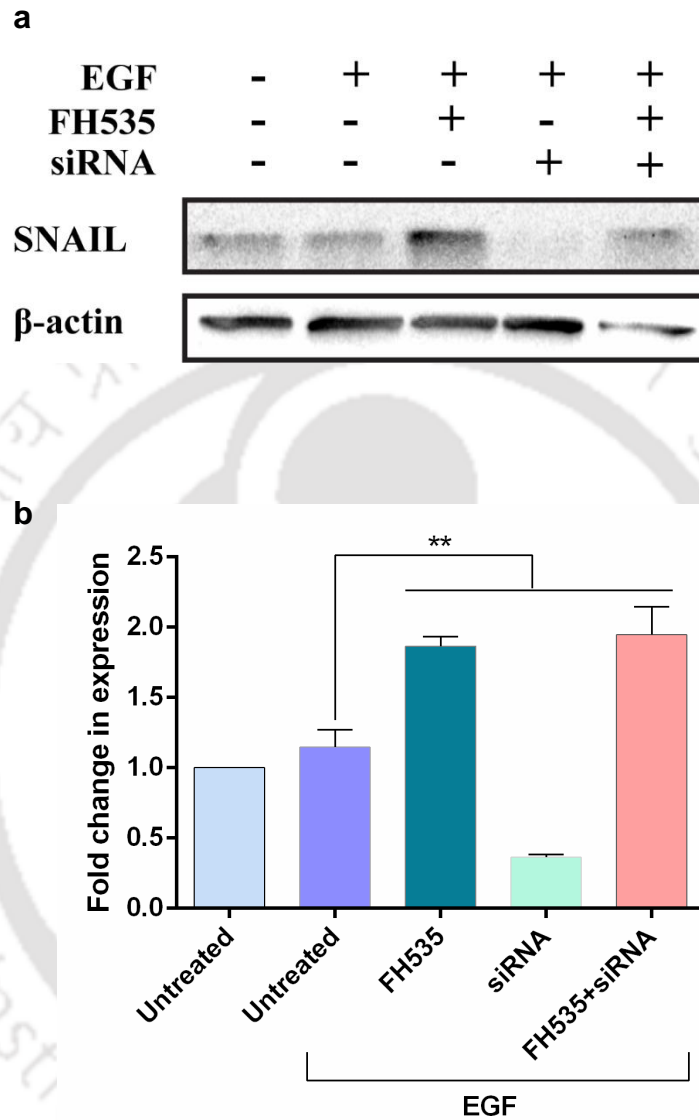 a
EGF - + + + +
FH535 - - + - +
siRNA - - - + +
SNAIL
β-actin
b
**
Fold change in expression
2.5
2.0
1.5
1.0
0.5
0.0
Untreated
Untreated
FH535
siRNA
FH535+siRNA
EGF